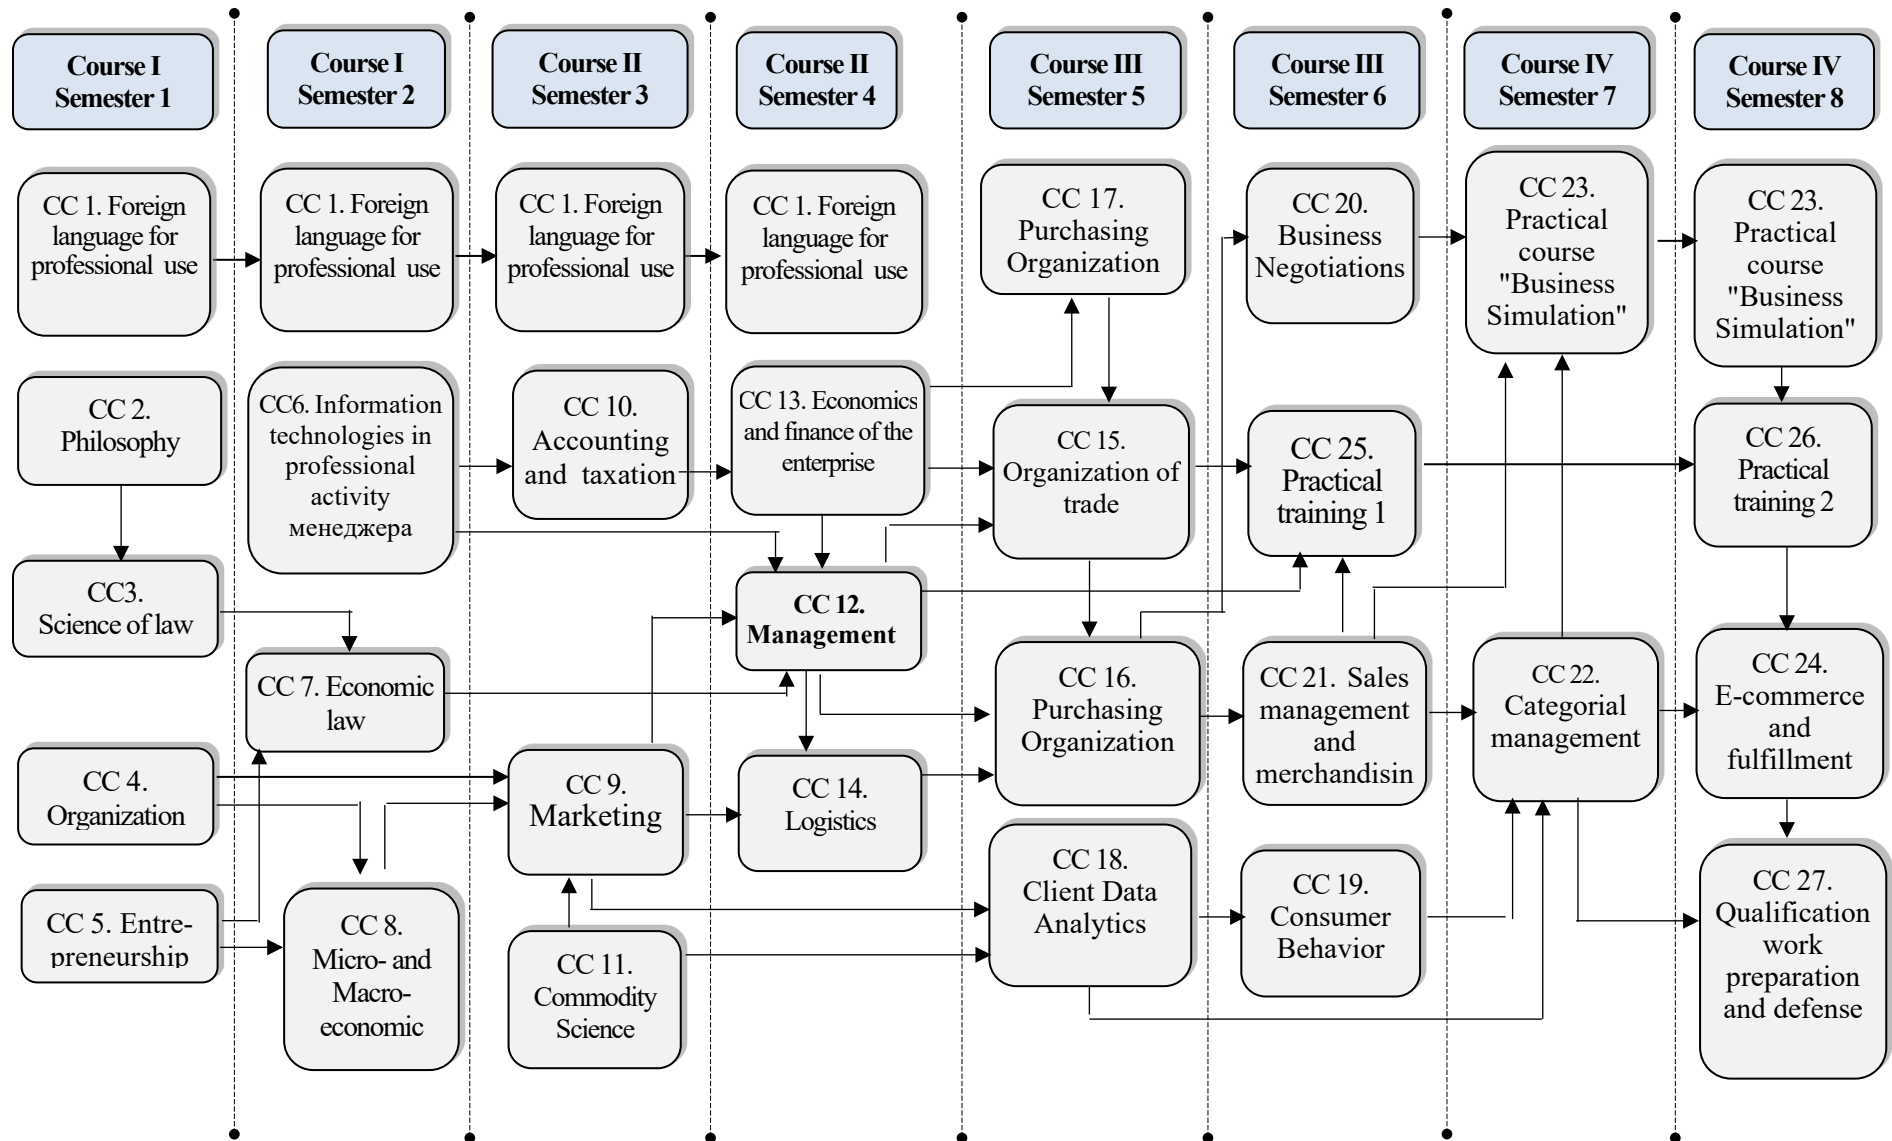 Course I
Semester 1
Course I
Semester 2
Course II
Semester 3
Course II
Semester 4
Course III
Semester 5
Course III
Semester 6
Course IV
Semester 7
Course IV
Semester 8
CC 1. Foreign
language for
professional use
CC 1. Foreign
language for
professional use
CC 1. Foreign
language for
professional use
CC 1. Foreign
language for
professional use
CC 17.
Purchasing
Organization
CC 20.
Business
Negotiations
CC 23.
Practical
course
"Business
Simulation"
CC 23.
Practical
course
"Business
Simulation"
CC 2.
Philosophy
CC6. Information
technologies in
professional
activity
менеджера
CC 10.
Accounting
and taxation
CC 13. Economics
and finance of the
enterprise
CC 15.
Organization of
trade
CC 25.
Practical
training 1
CC 26.
Practical
training 2
CC3.
Science of law
CC 7. Economic
law
CC 12.
Management
CC 16.
Purchasing
Organization
CC 21. Sales
management
and
merchandisin
CC 22.
Categorial
management
CC 24.
E-commerce
and
fulfillment
CC 4.
Organization
CC 9.
Marketing
CC 14.
Logistics
CC 5. Entre-
preneurship
CC 8.
Micro- and
Macro-
economic
CC 11.
Commodity
Science
CC 18.
Client Data
Analytics
CC 19.
Consumer
Behavior
CC 27.
Qualification
work
preparation
and defense